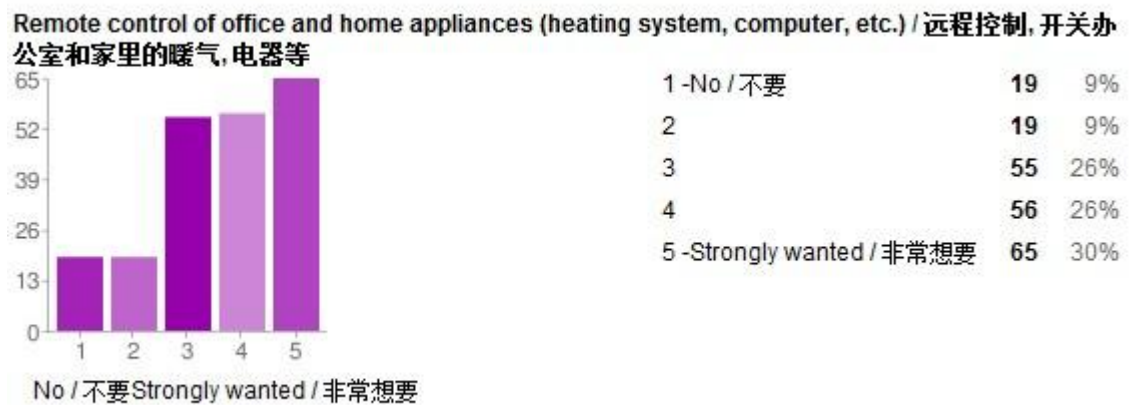 Remote control of office and home appliances (heating system, computer, etc.) / 远程控制, 开关办
公室和家里的暖气, 电器等
65
52
39
26
13
0
1 2 3 4 5
No / 不要Strongly wanted / 非常想要
1 -No / 不要 19 9%
2 19 9%
3 55 26%
4 56 26%
5 -Strongly wanted / 非常想要 65 30%